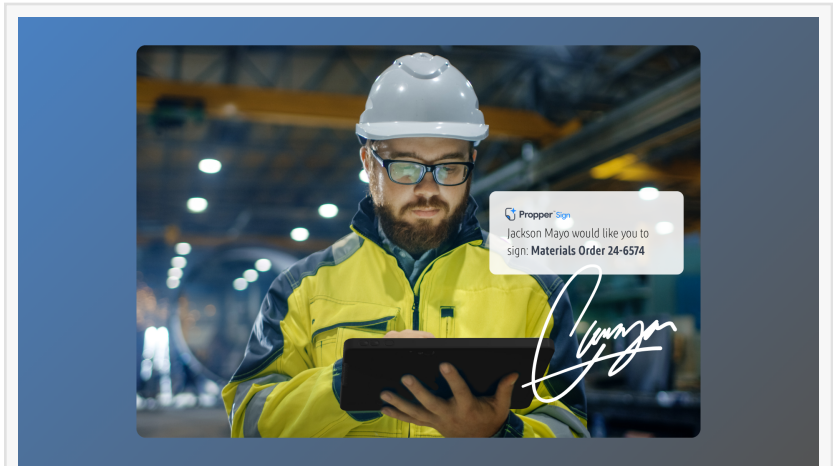 Propper Sign
Jackson Mayo would like you to
sign: Materials Order 24-6574